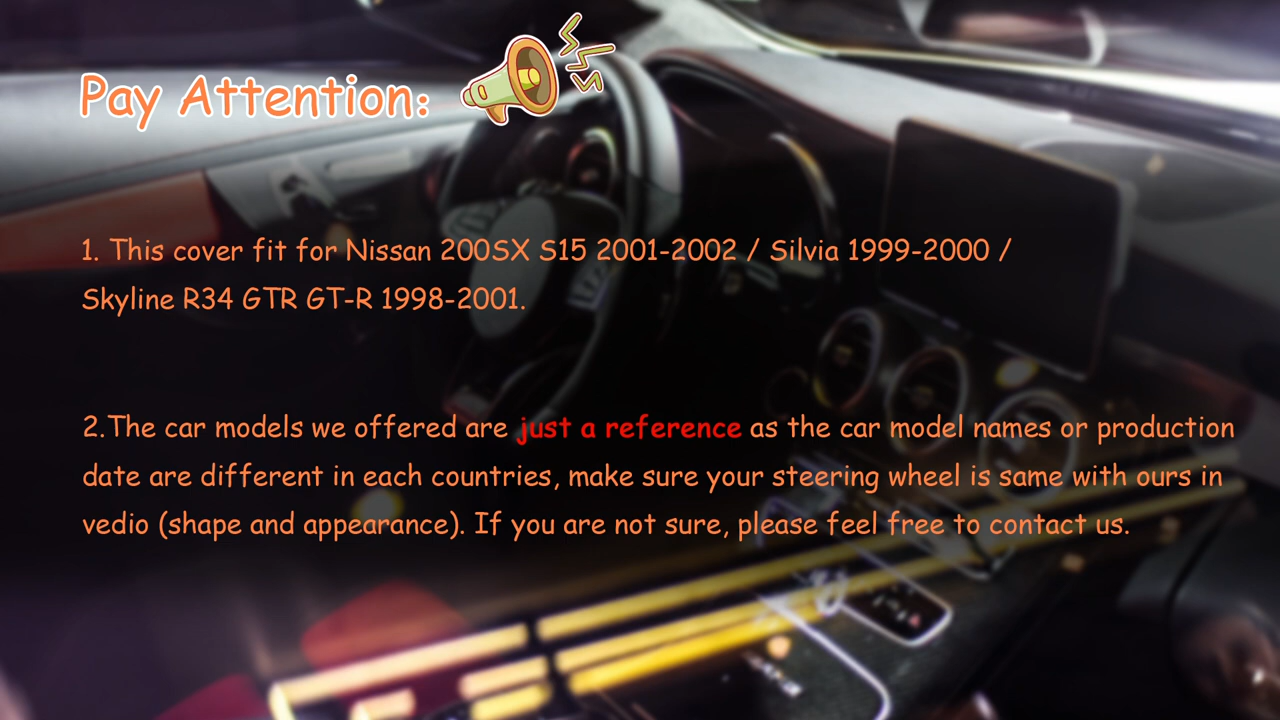 Pay Attention:
1. This cover fit for Nissan 200SX S15 2001-2002 / Silvia 1999-2000 /
Skyline R34 GTR GT-R 1998-2001.
2.The car models we offered are just a reference as the car model names or production
date are different in each countries, make sure your steering wheel is same with ours in
vedio (shape and appearance). If you are not sure, please feel free to contact us.